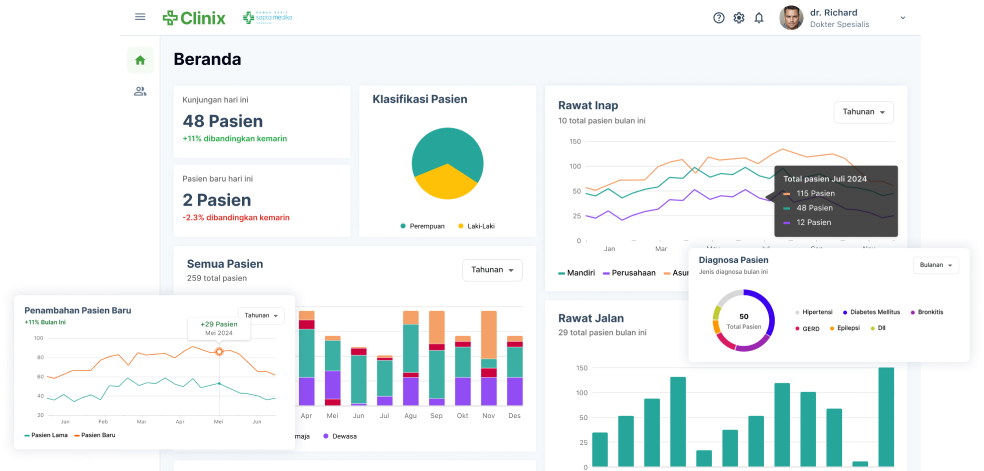 Clinix
RUMAH SAKIT
sapta medika
dr. Richard
Dokter Spesialis
Beranda
Kunjungan hari ini
48 Pasien
+11% dibandingkan kemarin
Pasien baru hari ini
2 Pasien
-2.3% dibandingkan kemarin
Klasifikasi Pasien
Perempuan Laki-Laki
Rawat Inap
10 total pasien bulan ini
Tahunan
150
100
50
25
0
Jan Mar Jul Nov
Total pasien Juli 2024
115 Pasien
48 Pasien
12 Pasien
Mandiri Perusahaan Asur
Semua Pasien
259 total pasien
Tahunan
Apr Mei Jun Jul Agu Sep Okt Nov Des
maja Dewasa
Penambahan Pasien Baru
+11% Bulan Ini
Tahunan
+29 Pasien
Mei 2024
100
80
60
40
20
Jan Feb Mar Apr Mei Jun
Pasien Lama Pasien Baru
Diagnosa Pasien
Jenis diagnosa bulan ini
Bulanan
50
Total Pasien
Hipertensi Diabetes Mellitus Bronkitis
GERD Epilepsi Dll
Rawat Jalan
29 total pasien bulan ini
150
100
50
25
0